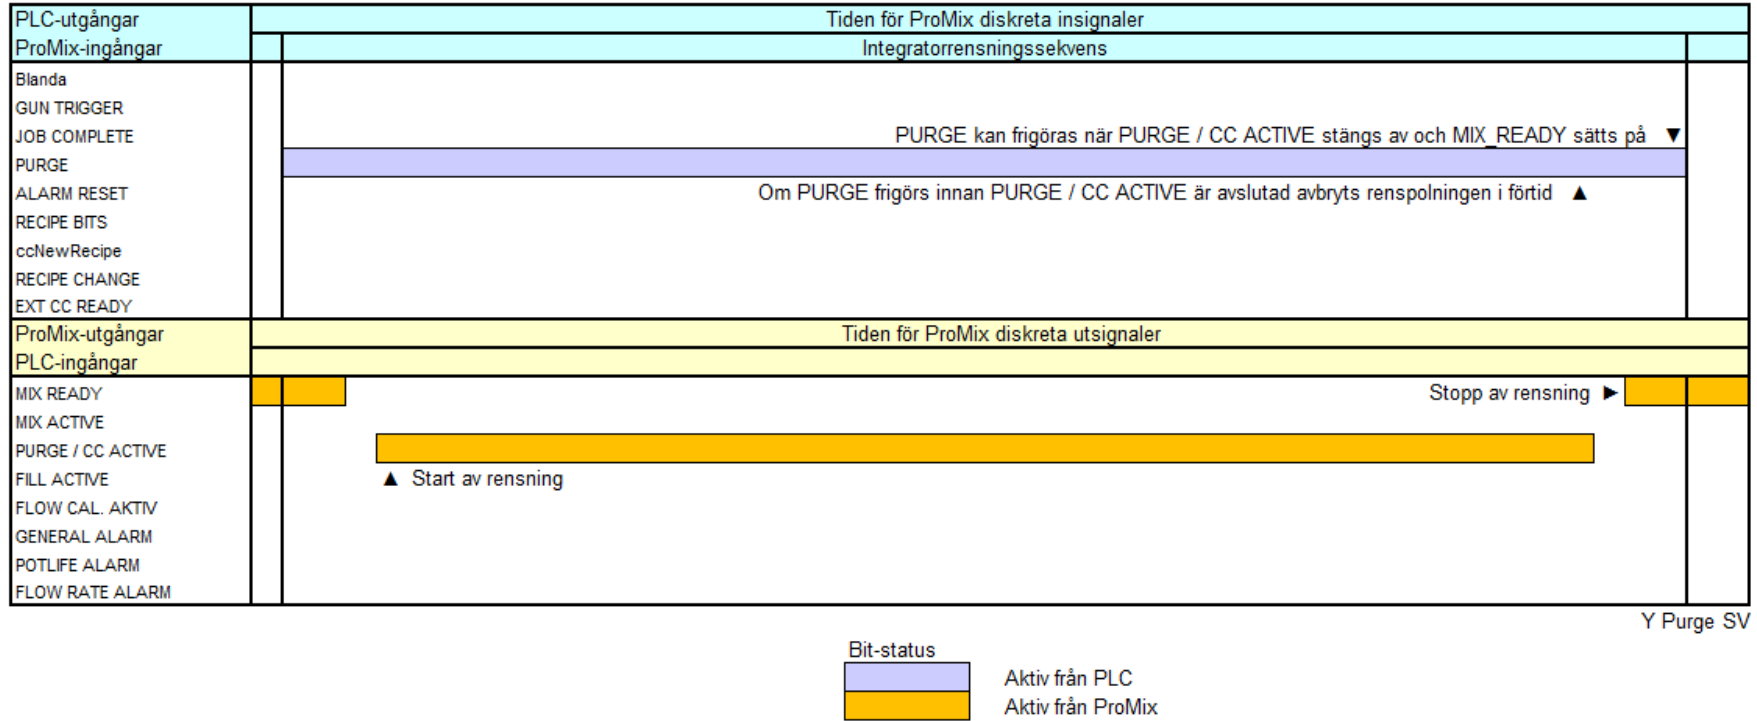 PLC-utgångar Tiden för ProMix diskreta insignaler
ProMix-ingångar Integratorrensningssekvens
Blanda
GUN TRIGGER
JOB COMPLETE PURGE kan frigöras när PURGE / CC ACTIVE stängs av och MIX_READY sätts på ▼
PURGE
ALARM RESET Om PURGE frigörs innan PURGE / CC ACTIVE är avslutad avbryts renspolningen i förtid ▲
RECIPE BITS
ccNewRecipe
RECIPE CHANGE
EXT CC READY
ProMix-utgångar Tiden för ProMix diskreta utsignaler
PLC-ingångar
MIX READY Stopp av rensning ►
MIX ACTIVE
PURGE / CC ACTIVE
FILL ACTIVE ▲ Start av rensning
FLOW CAL. AKTIV
GENERAL ALARM
POTLIFE ALARM
FLOW RATE ALARM
Y Purge SV
Bit-status
Aktiv från PLC
Aktiv från ProMix